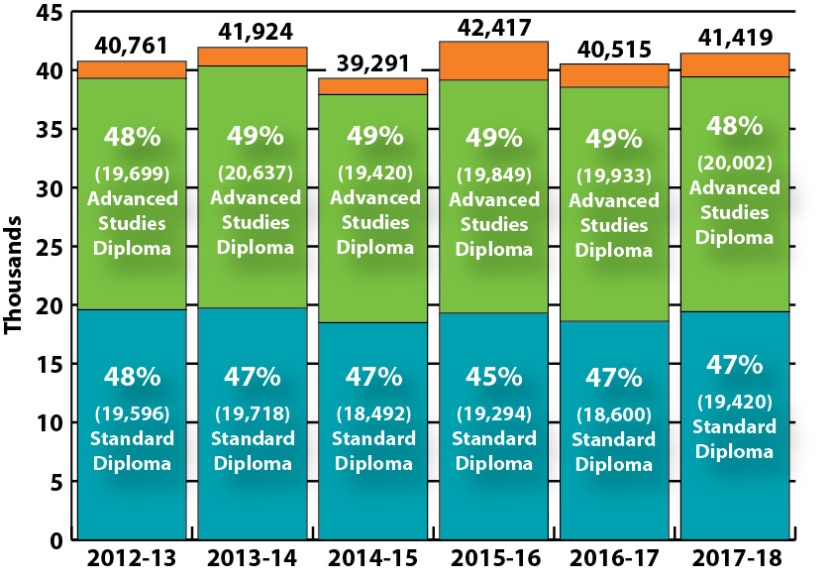 45
40
35
30
25
20
15
10
5
0
Thousands
40,761
48%
(19,699)
Advanced
Studies
Diploma
48%
(19,596)
Standard
Diploma
2012-13
41,924
49%
(20,637)
Advanced
Studies
Diploma
47%
(19,718)
Standard
Diploma
2013-14
39,291
49%
(19,420)
Advanced
Studies
Diploma
47%
(18,492)
Standard
Diploma
2014-15
42,417
49%
(19,849)
Advanced
Studies
Diploma
45%
(19,294)
Standard
Diploma
2015-16
40,515
49%
(19,933)
Advanced
Studies
Diploma
47%
(18,600)
Standard
Diploma
2016-17
41,419
48%
(20,002)
Advanced
Studies
Diploma
47%
(19,420)
Standard
Diploma
2017-18